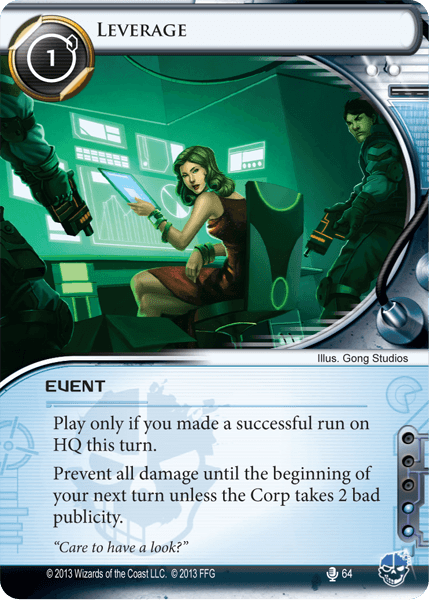 1
LEVERAGE
Illus. Gong Studios
EVENT
Play only if you made a successful run on
HQ this turn.
Prevent all damage until the beginning of
your next turn unless the Corp takes 2 bad
publicity.
“Care to have a look?”
© 2013 Wizards of the Coast LLC. © 2013 FFG
64